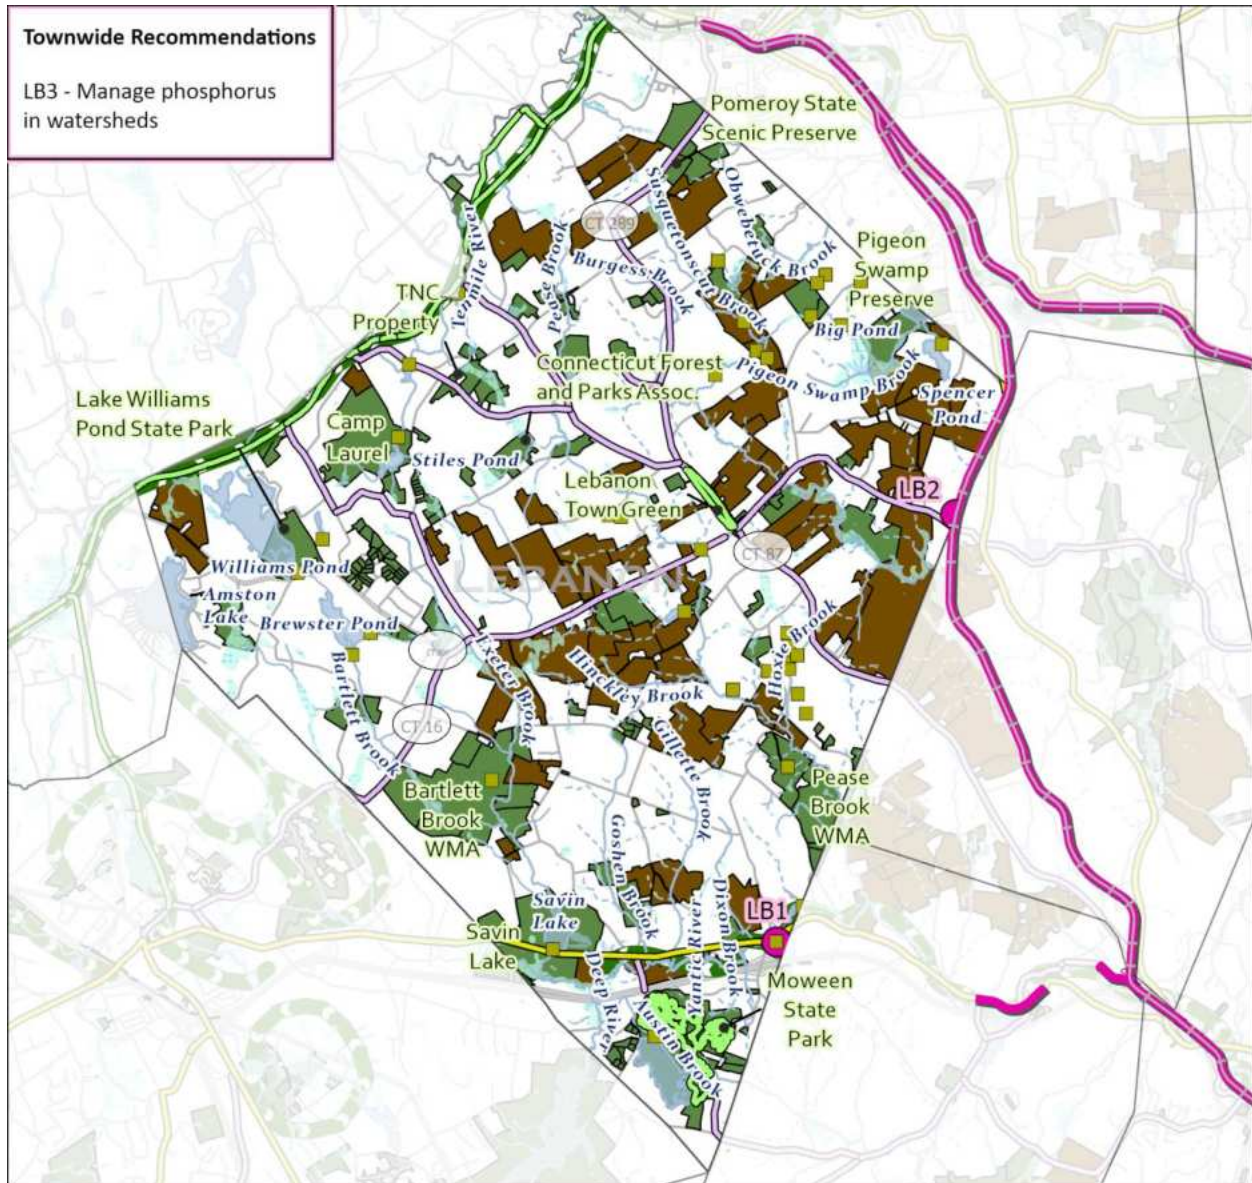 Townwide Recommendations
LB3 - Manage phosphorus
in watersheds
Pomeroy State
Scenic Preserve
CT 289
Susquetonscut Brook
Obwebetuck Brook
Tenmile River
Pease Brook
Burgess Brook
Pigeon
Swamp
Preserve
TNC
Property
Big Pond
Connecticut Forest
and Parks Assoc.
Pigeon Swamp Brook
Spencer
Pond
Lake Williams
Pond State Park
Camp
Laurel
Stiles Pond
Lebanon
Town Green
LB2
CT 87
LEBANON
Williams Pond
Amston
Lake
Brewster Pond
Exeter Brook
Hinckley Brook
Hoxie Brook
Bartlett Brook
CT 16
Gillette Brook
Bartlett
Brook
WMA
Pease
Brook
WMA
Goshen Brook
Savin
Lake
Savin
Lake
LB1
Yantic River
Dixon Brook
Deep River
Austin Brook
Moween
State
Park